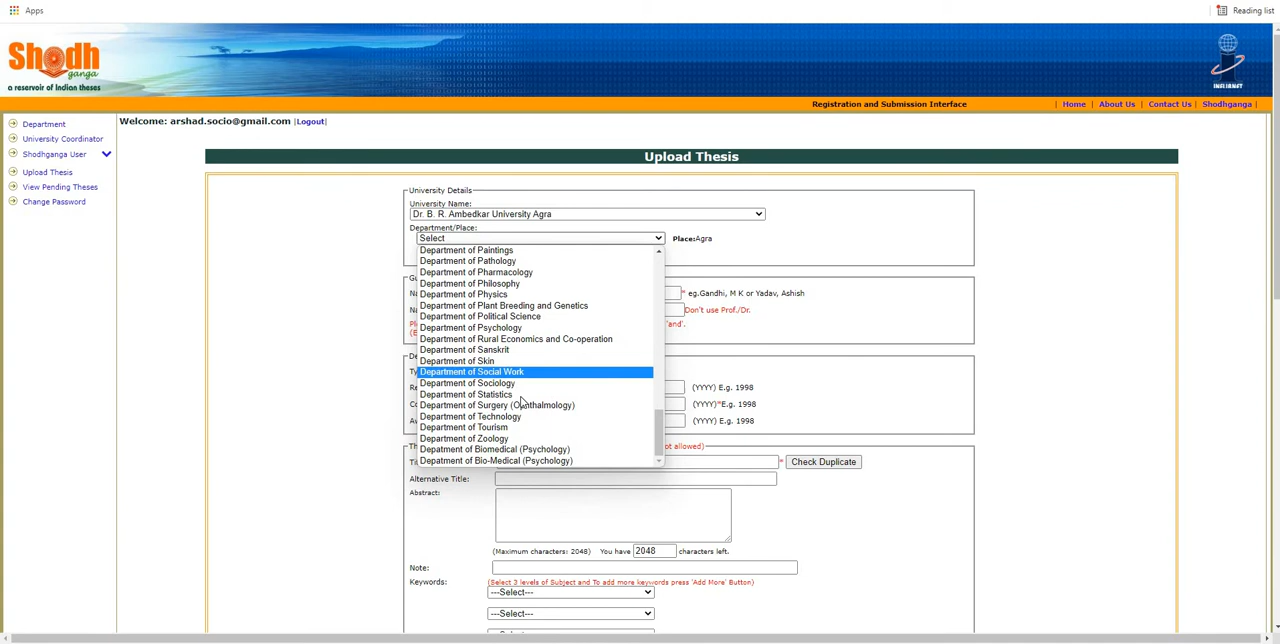 Apps
Reading list
Shodh
ganga
a reservoir of Indian theses
INFLIBNET
Registration and Submission Interface
| Home | About Us | Contact Us | Shodhganga |
Welcome: arshad.socio@gmail.com |Logout|
Department
University Coordinator
Shodhganga User
Upload Thesis
View Pending Theses
Change Password
Upload Thesis
University Details
University Name:
Dr. B. R. Ambedkar University Agra
Department/Place:
Select
Place:Agra
Department of Paintings
Department of Pathology
Department of Pharmacology
Department of Philosophy
Department of Physics
Department of Plant Breeding and Genetics
Department of Political Science
Department of Psychology
Department of Rural Economics and Co-operation
Department of Sanskrit
Department of Skin
Department of Social Work
Department of Sociology
Department of Statistics
Department of Surgery (Ophthalmology)
Department of Technology
Department of Tourism
Department of Zoology
Depatment of Biomedical (Psychology)
Depatment of Bio-Medical (Psychology)
* eg.Gandhi, M K or Yadav, Ashish
Don't use Prof./Dr.
'and'.
(YYYY) E.g. 1998
(YYYY)*E.g. 1998
(YYYY) E.g. 1998
ot allowed)
* Check Duplicate
Alternative Title:
Abstract:
(Maximum characters: 2048) You have 2048 characters left.
Note:
Keywords:
(Select 3 levels of Subject and To add more keywords press 'Add More' Button)
---Select---
---Select---